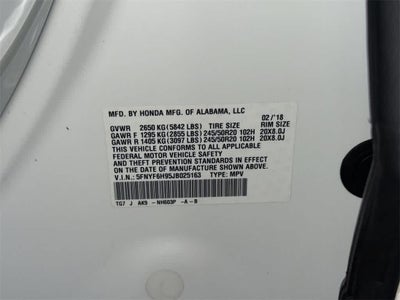 MFD. BY HONDA MFG. OF ALABAMA, LLC
02/'18
GVWR 2650 KG(5842 LBS) TIRE SIZE RIM SIZE
GAWR F 1295 KG(2855 LBS)245/50R20 102H 20X8.0J
GAWR R 1405 KG(3097 LBS)245/50R20 102H 20X8.0J
THIS VEHICLE CONFORMS TO ALL APPLICABLE
FEDERAL MOTOR VEHICLE SAFETY
AND THEFT PREVENTION STANDARDS IN EFFECT
ON THE DATE OF MANUFACTURE SHOWN ABOVE.
V.I.N.: 5FNYF6H95JB025163 TYPE: MPV
TG7 J AK9 -NH603P -A-B